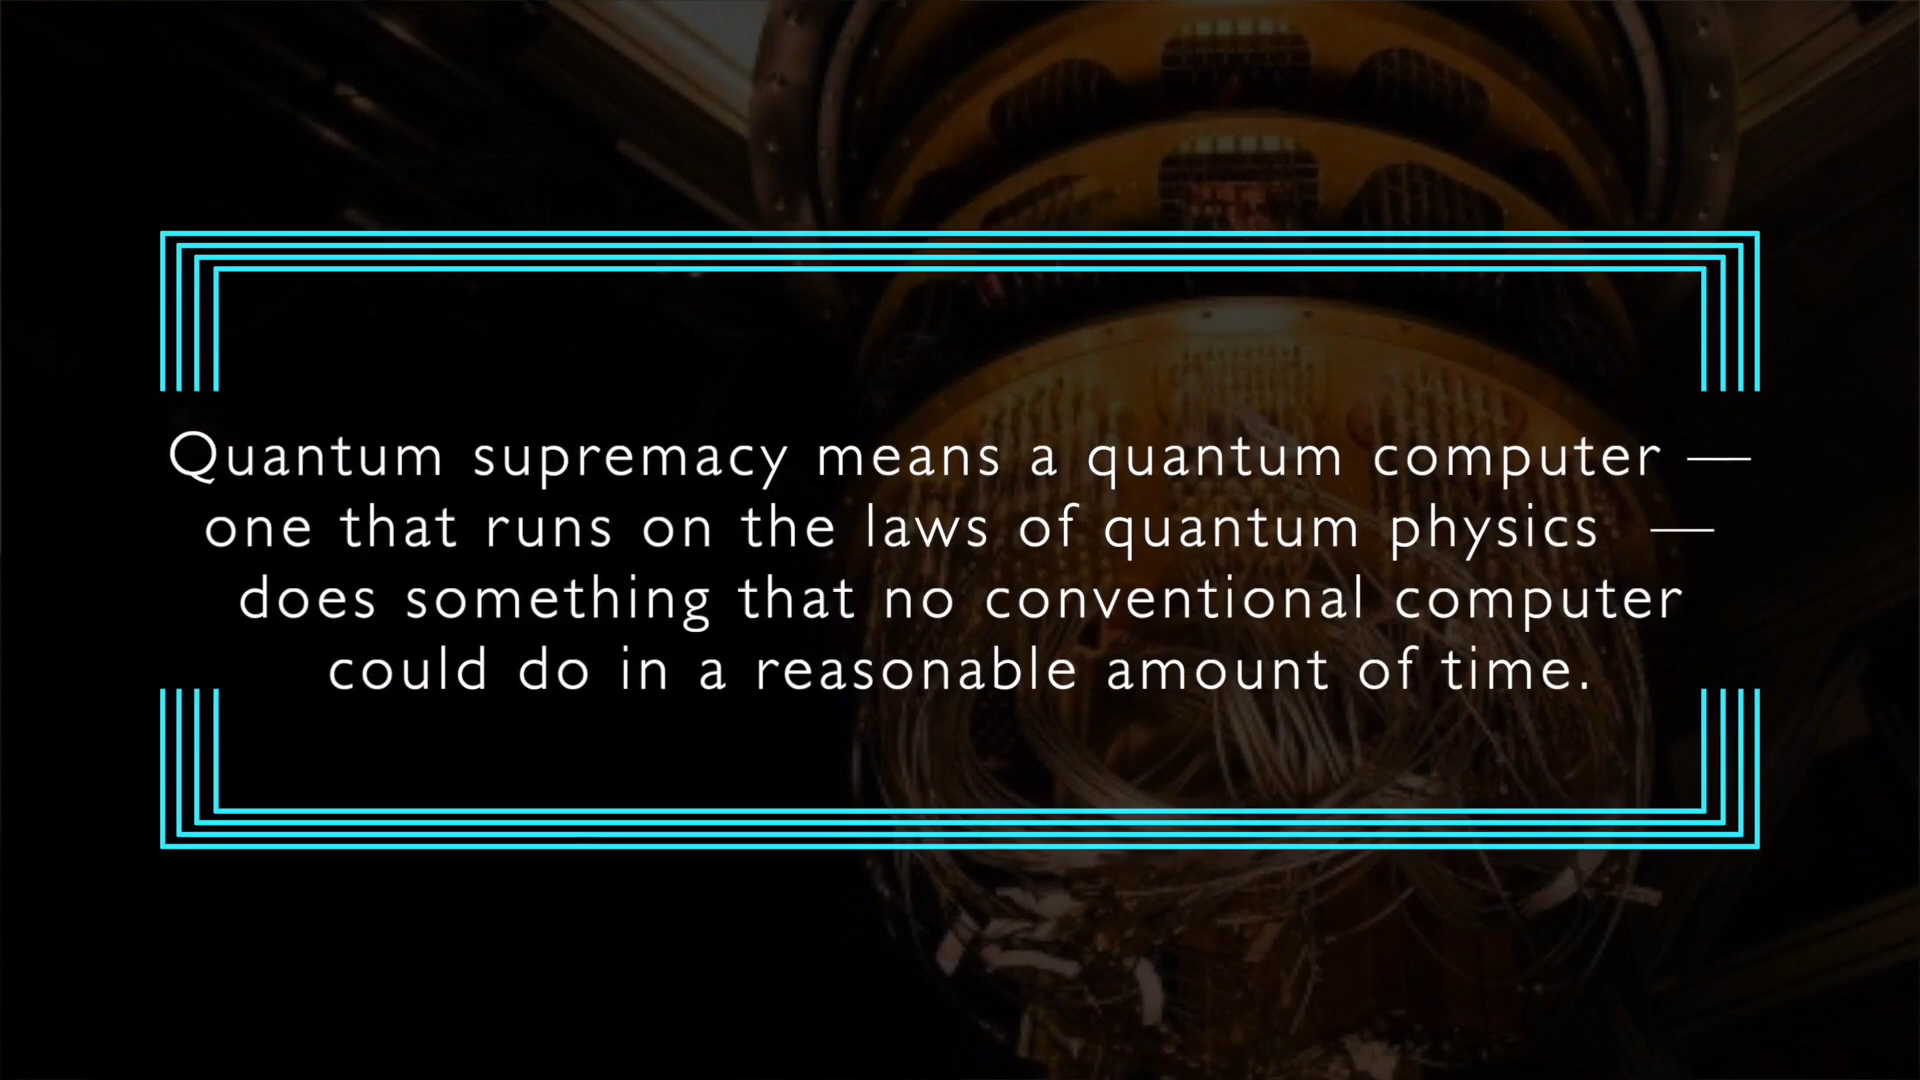 Quantum supremacy means a quantum computer —
one that runs on the laws of quantum physics —
does something that no conventional computer
could do in a reasonable amount of time.